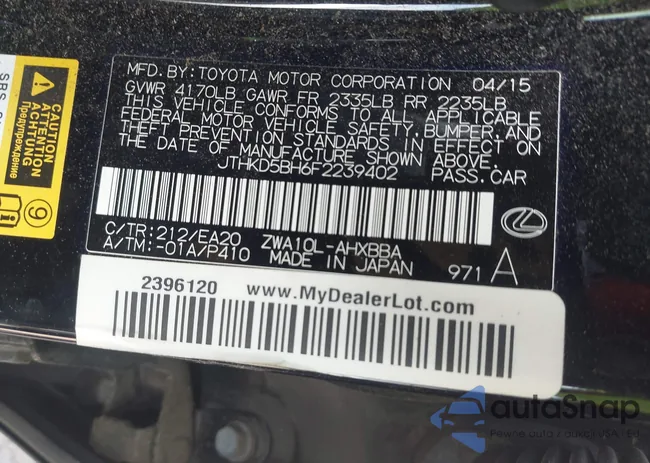 MFD.BY:TOYOTA MOTOR CORPORATION 04/15
GVWR 4170LB GAWR FR 2335LB RR 2235LB
THIS VEHICLE CONFORMS TO ALL APPLICABLE
FEDERAL MOTOR VEHICLE SAFETY,BUMPER,AND
THEFT PREVENTION STANDARDS IN EFFECT ON
THE DATE OF MANUFACTURE SHOWN ABOVE.
JTHKD5BH6F2239402 PASS.CAR
C/TR:212/EA20 ZWA10L-AHXBBA
A/TM:-01A/P410 MADE IN JAPAN 971 A
2396120 www.MyDealerLot.com
CAUTION
ATTENTION
ACHTUNG
Предупреждение
9
autoSnap